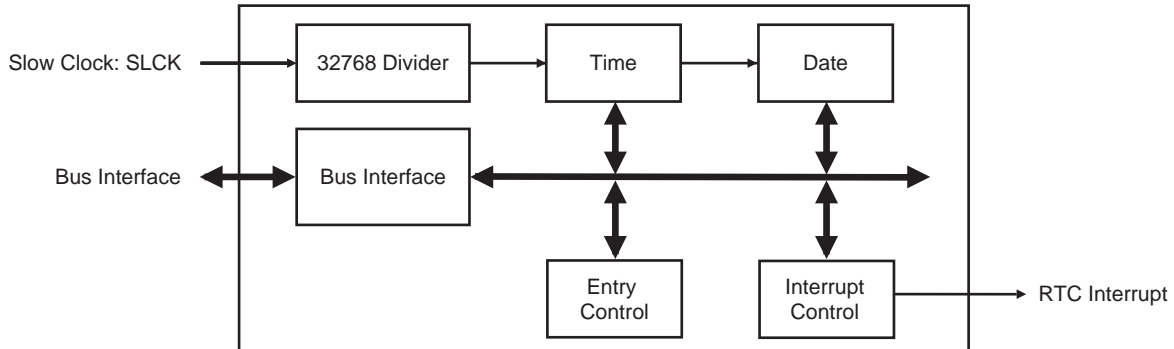 Slow Clock: SLCK
32768 Divider
Time
Date
Bus Interface
Bus Interface
Entry
Control
Interrupt
Control
RTC Interrupt